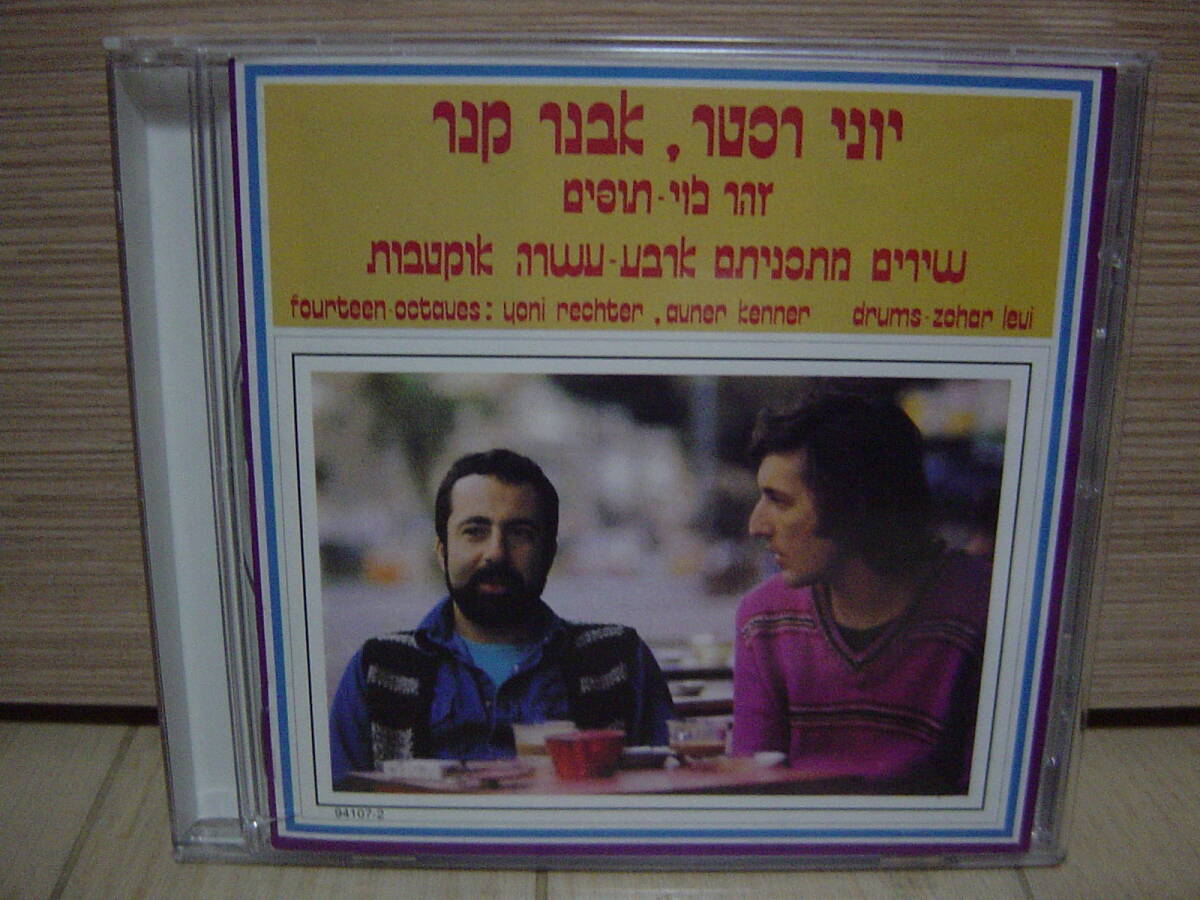 יוני רכטר, אבנר קנר
זהר לוי-תופים
שירים מתכניתם ארבע-עשרה אוקטבות
fourteen-octaves: yoni rechter, avner kenner drums-zohar levi
94107-2